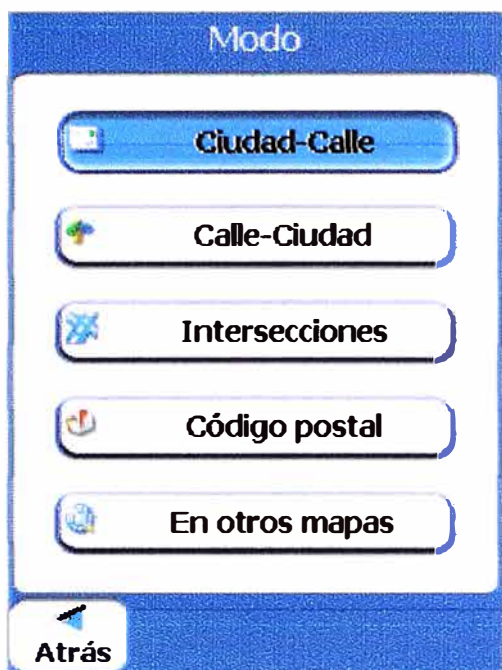 Modo
Ciudad-Calle
Calle-Ciudad
Intersecciones
Código postal
En otros mapas
Atrás